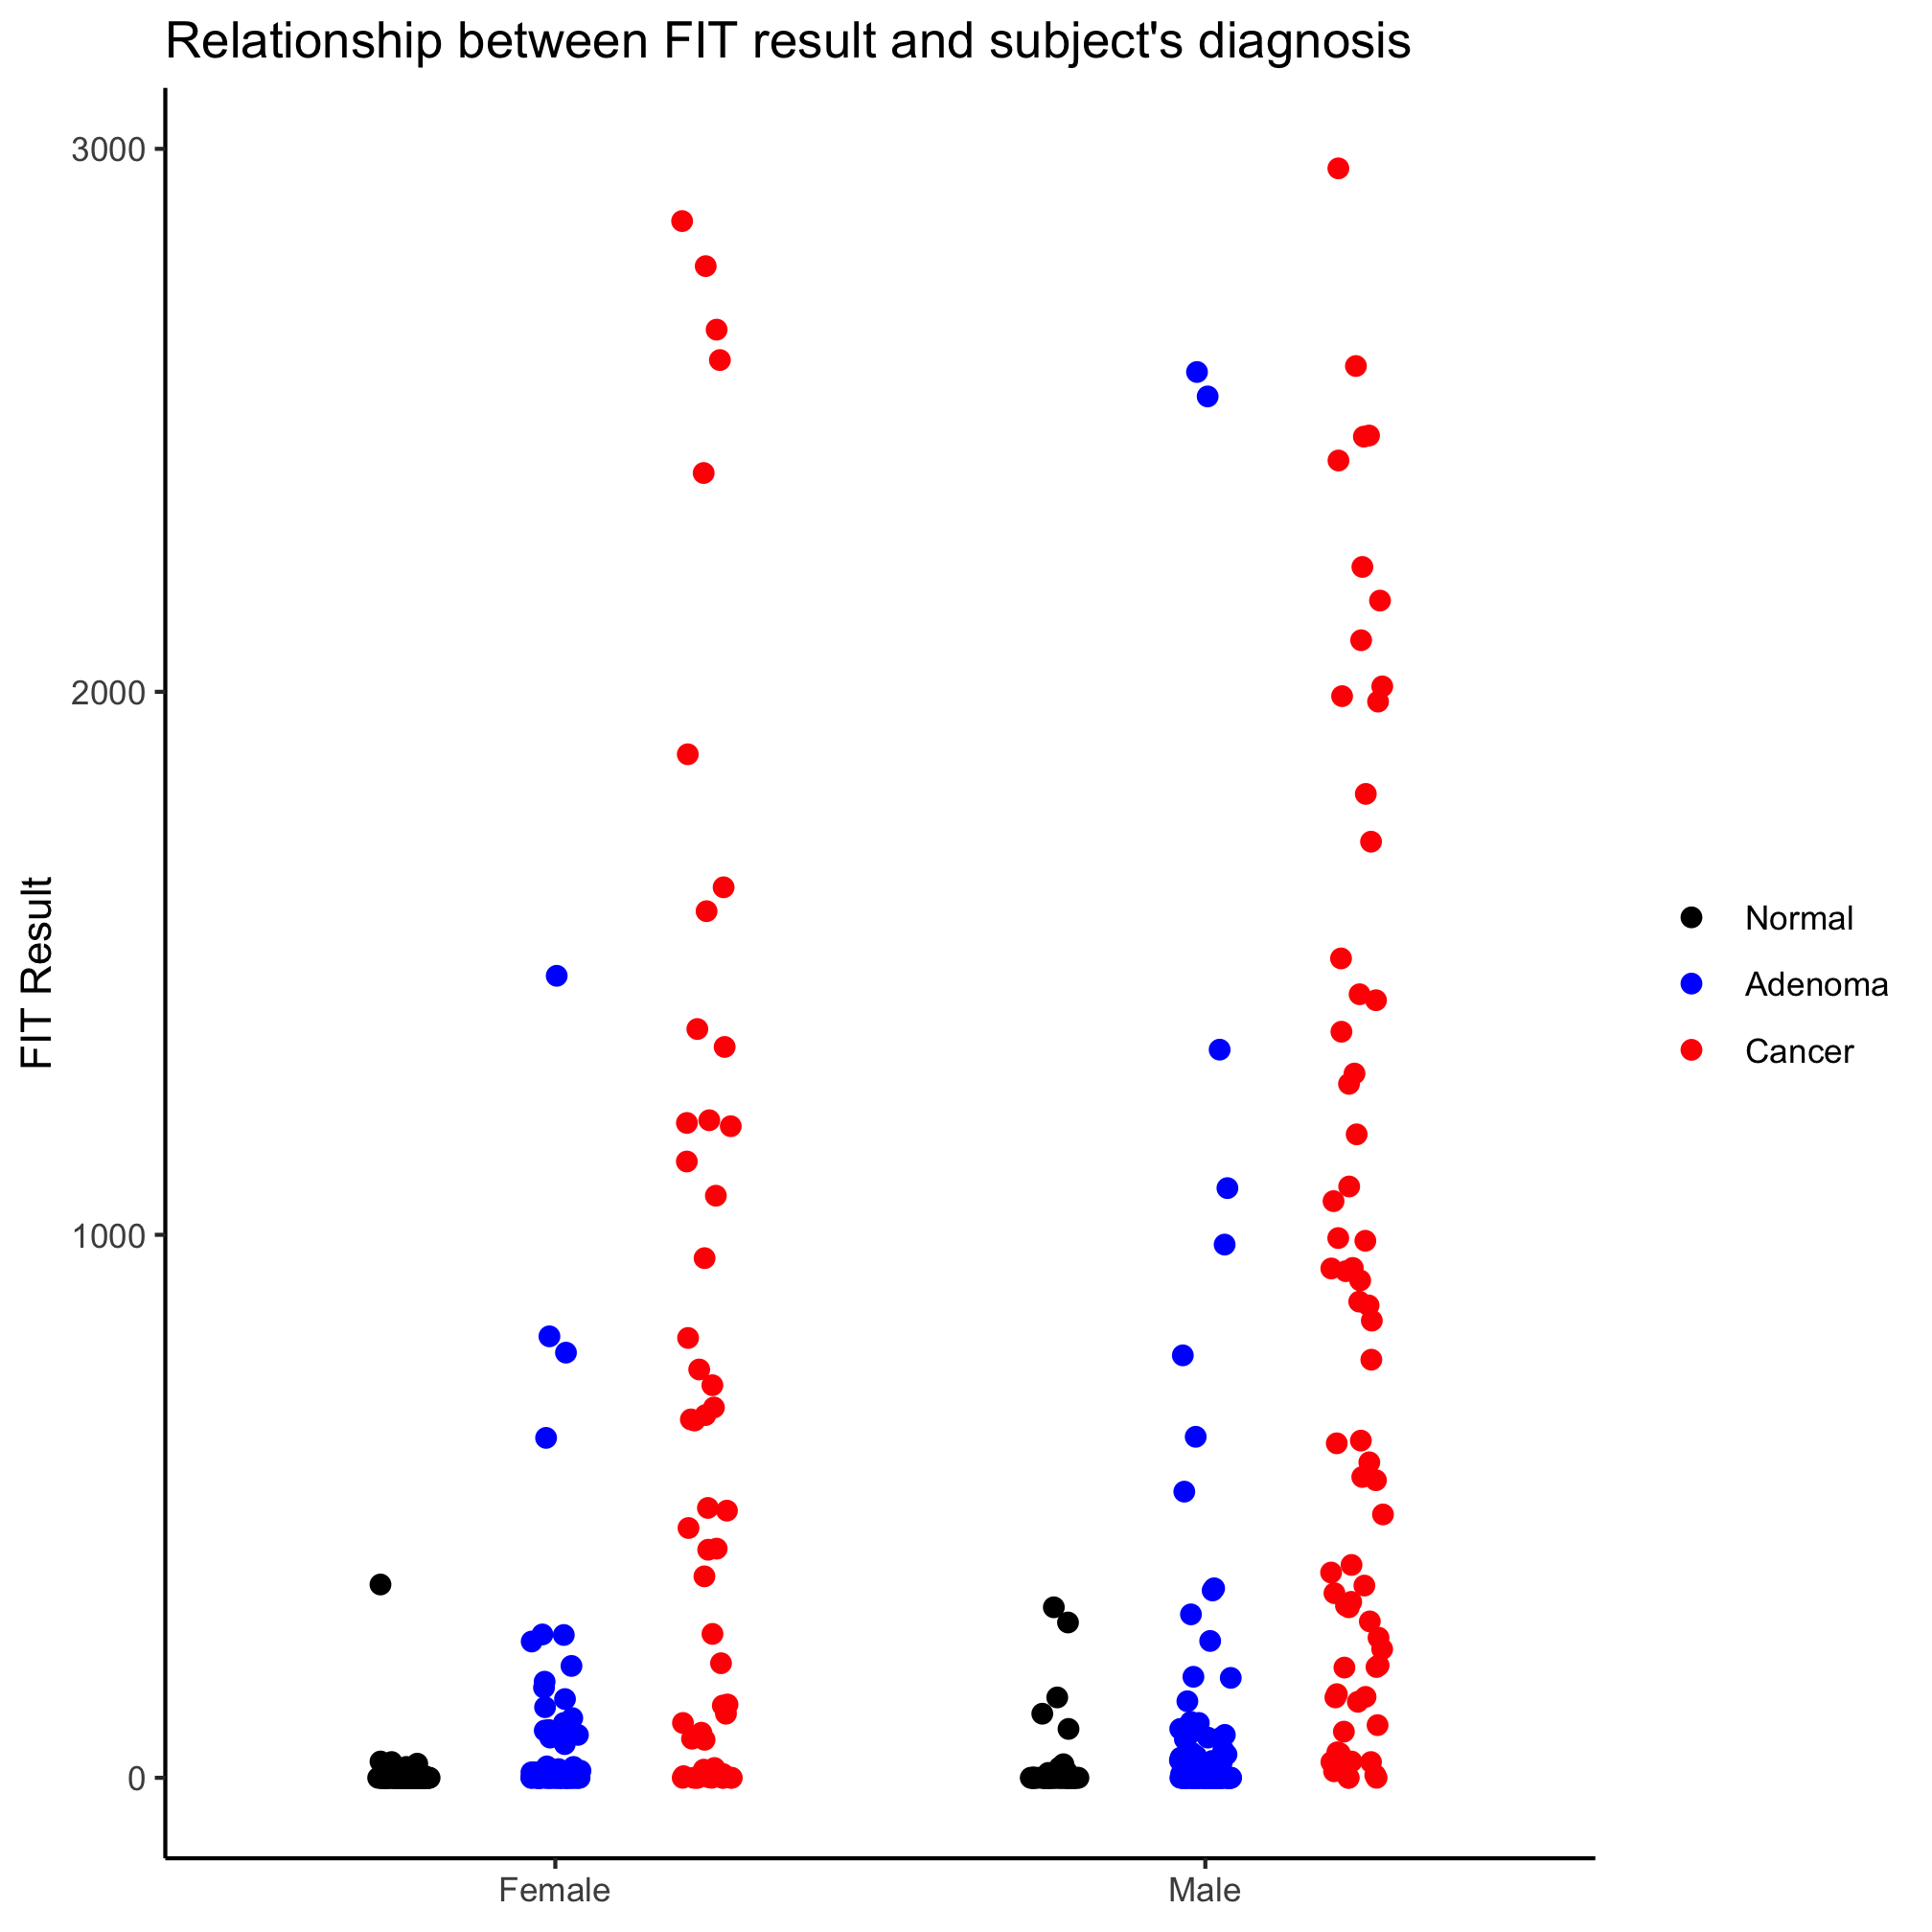 Relationship between FIT result and subject's diagnosis
3000
2000
1000
0
FIT Result
Female
Male
Normal
Adenoma
Cancer